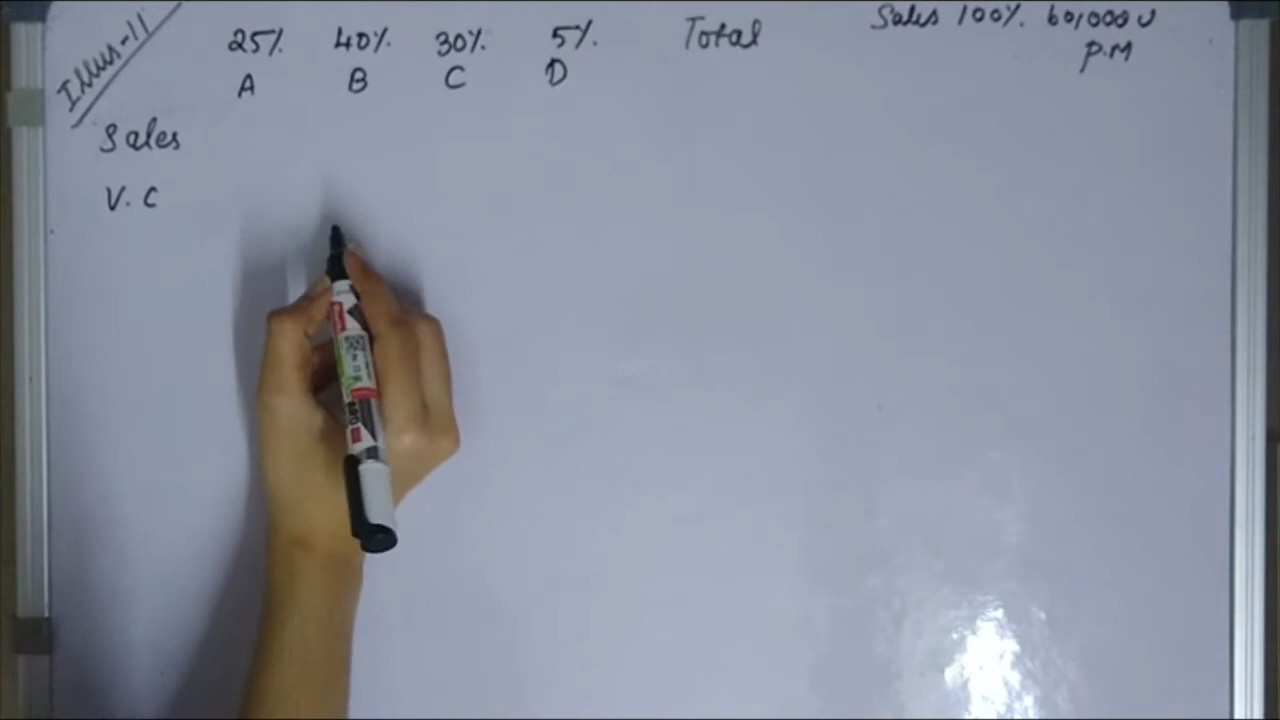 Illus-11
25% 40% 30% 5% Total Sales 100% 60,000 U
A B C D P.M
Sales
V. C